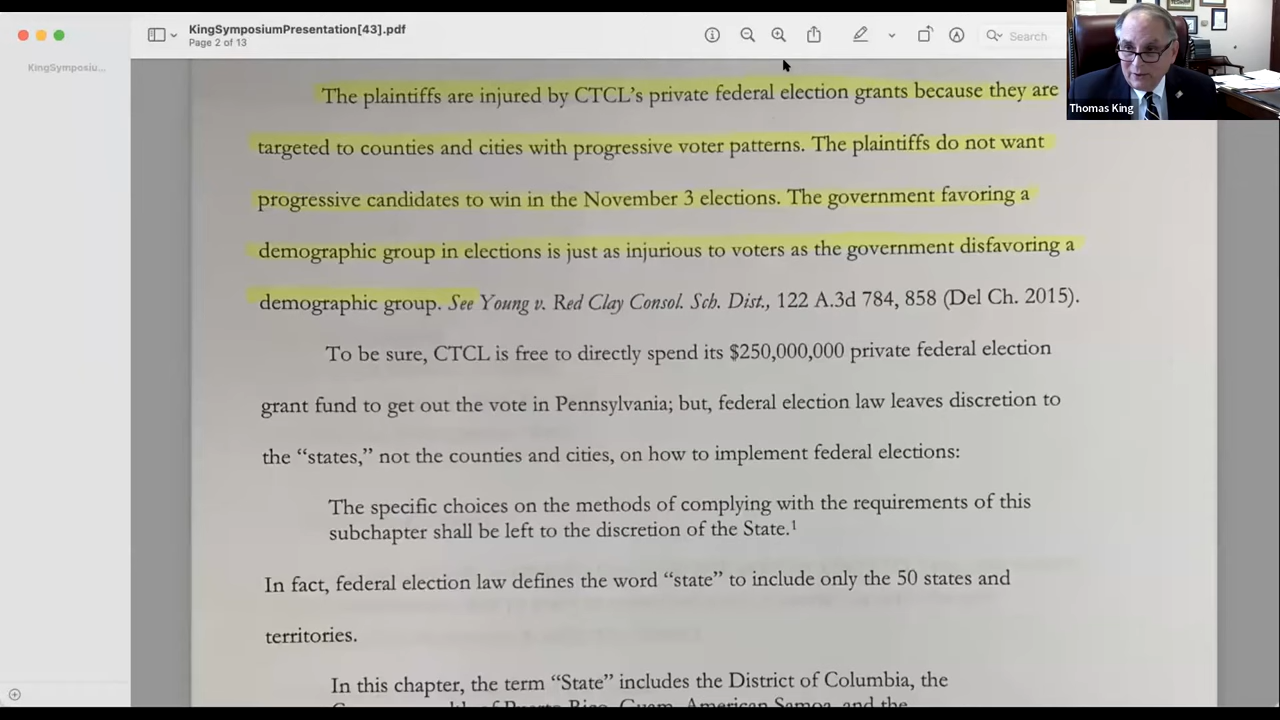 KingSymposiumPresentation[43].pdf
Page 2 of 13
Search
KingSymposiu...
Thomas King
The plaintiffs are injured by CTCL's private federal election grants because they are
targeted to counties and cities with progressive voter patterns. The plaintiffs do not want
progressive candidates to win in the November 3 elections. The government favoring a
demographic group in elections is just as injurious to voters as the government disfavoring a
demographic group. See Young v. Red Clay Consol. Sch. Dist., 122 A.3d 784, 858 (Del Ch. 2015).
To be sure, CTCL is free to directly spend its $250,000,000 private federal election
grant fund to get out the vote in Pennsylvania; but, federal election law leaves discretion to
the “states,” not the counties and cities, on how to implement federal elections:
The specific choices on the methods of complying with the requirements of this
subchapter shall be left to the discretion of the State.¹
In fact, federal election law defines the word “state” to include only the 50 states and
territories.
In this chapter, the term “State” includes the District of Columbia, the
of Puerto Rico, Guam, American Samoa, and the